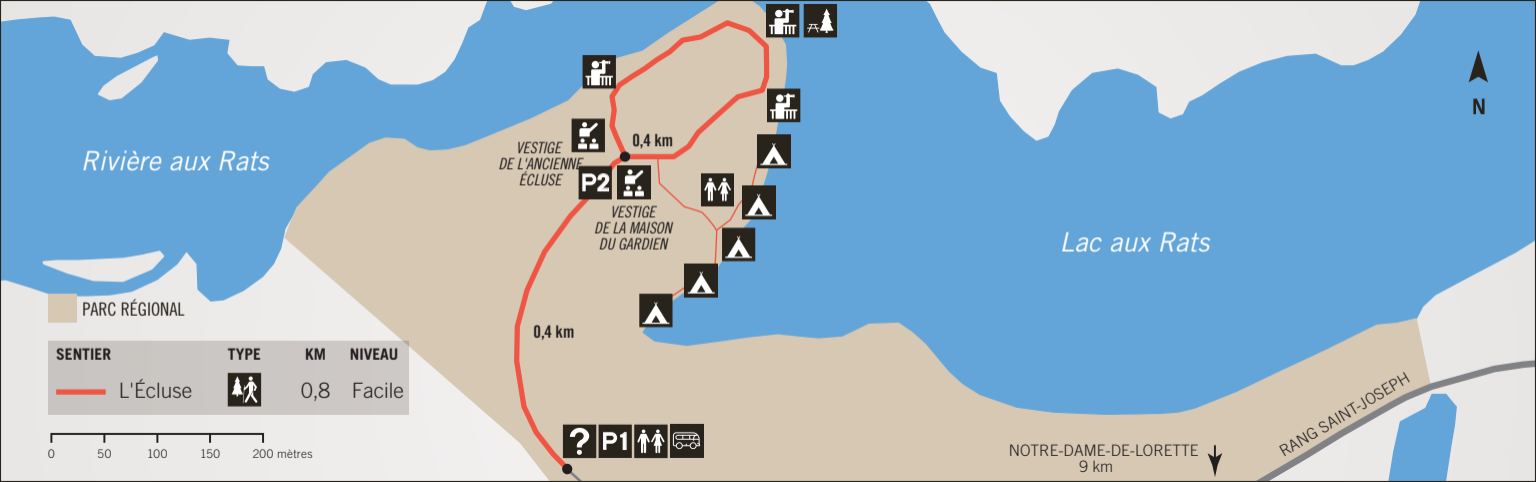 Rivière aux Rats
VESTIGE
DE L'ANCIENNE
ÉCLUSE
0,4 km
P2
VESTIGE
DE LA MAISON
DU GARDIEN
N
Lac aux Rats
PARC RÉGIONAL
0,4 km
SENTIER TYPE KM NIVEAU
L'Écluse 0,8 Facile
0 50 100 150 200 mètres
? P1
NOTRE-DAME-DE-LORETTE
9 km
RANG SAINT-JOSEPH